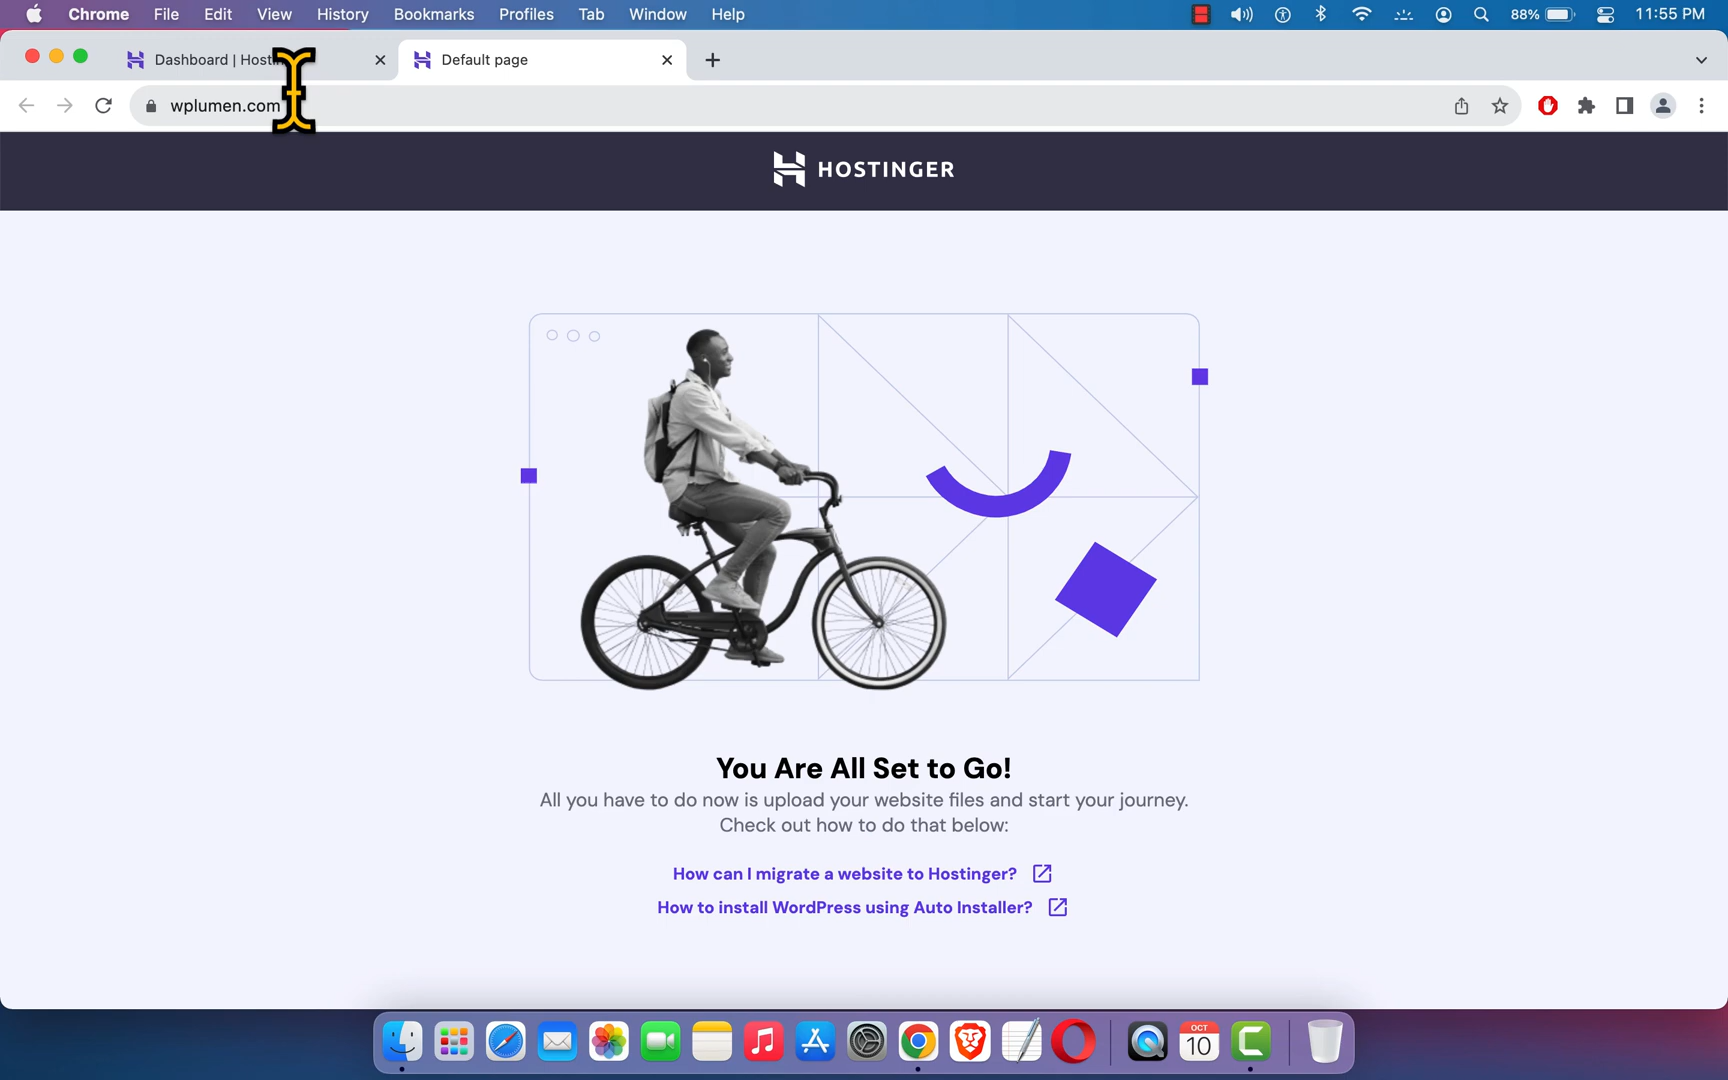 Chrome File Edit View History Bookmarks Profiles Tab Window Help 88% 11:55 PM
Dashboard | Hostin Default page
wplumen.com
HOSTINGER
You Are All Set to Go!
All you have to do now is upload your website files and start your journey.
Check out how to do that below:
How can I migrate a website to Hostinger?
How to install WordPress using Auto Installer?
OCT
10